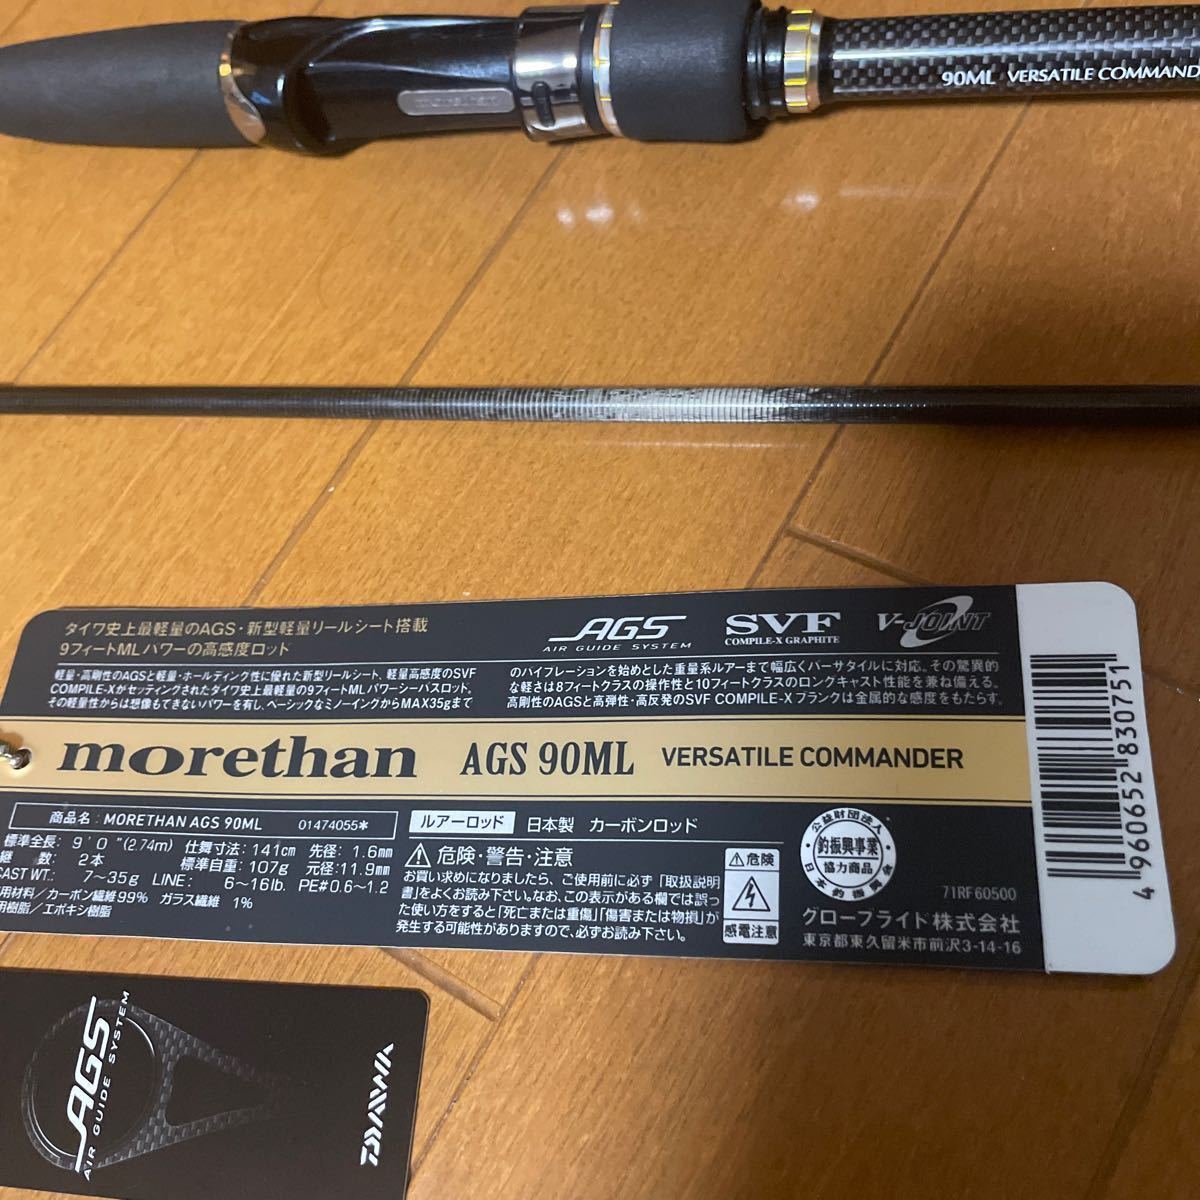 morethan
90ML VERSATILE COMMAND
ダイワ史上最軽量のAGS・新型軽量リールシート搭載
9フィートMLパワーの高感度ロッド
軽量・高剛性のAGSと軽量・ホールディング性に優れた新型リールシート、軽量高感度のSVF
COMPILE-Xがセッティングされたダイワ史上最軽量の9フィートMLパワーシーバスロッド。
その軽量性からは想像もできないパワーを有し、ベーシックなミノーイングからMAX35gまで
AGS
AIR GUIDE SYSTEM
SVF
COMPILE-X GRAPHITE
V-JOINT
のバイブレーションを始めとした重量系ルアーまで幅広くバーサタイルに対応。その驚異的
な軽さは8フィートクラスの操作性と10フィートクラスのロングキャスト性能を兼ね備える。
高剛性のAGSと高弾性・高反発のSVF COMPILE-Xブランクは金属的な感度をもたらす。
morethan AGS 90ML VERSATILE COMMANDER
商品名: MORETHAN AGS 90ML 01474055*
標準全長: 9'0"(2.74m) 仕舞寸法: 141cm 先径: 1.6mm
継 数: 2本 標準自重: 107g 元径: 11.9mm
CAST WT.: 7〜35g LINE: 6〜16lb. PE#0.6〜1.2
用材料/カーボン繊維99% ガラス繊維 1%
用樹脂/エポキシ樹脂
ルアーロッド 日本製 カーボンロッド
危険・警告・注意
お買い求めになりましたら、ご使用前に必ず「取扱説明
書」をよくお読み下さい。なお、この表示がある欄では誤っ
た使い方をすると「死亡または重傷」「傷害または物損」が
発生する可能性がありますので、必ずお読み下さい。
危険
感電注意
公益財団法人
釣振興事業
協力商品
日本釣振興会
71RF60500
グローブライド株式会社
東京都東久留米市前沢3-14-16
4 960652 830751
AGS
AIR GUIDE SYSTEM
DAIWA